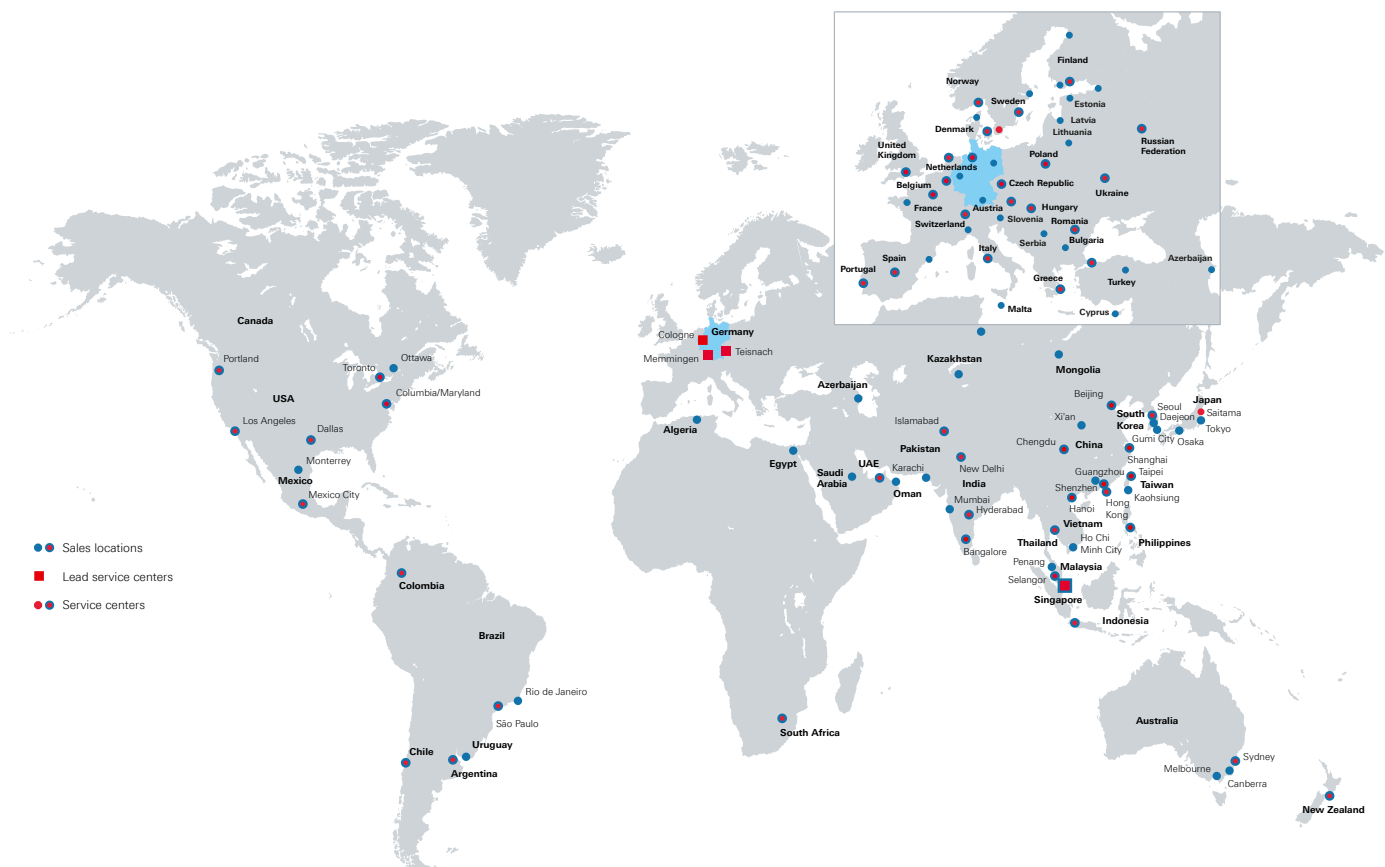 Finland
Norway
Sweden
Estonia
Latvia
Denmark
Lithuania
United
Kingdom
Russian
Federation
Poland
Netherlands
Belgium
Czech Republic
Ukraine
France
Austria
Hungary
Switzerland
Slovenia
Romania
Serbia
Bulgaria
Italy
Spain
Azerbaijan
Portugal
Greece
Turkey
Malta
Cyprus
Canada
Portland
Ottawa
Toronto
USA
Columbia/Maryland
Los Angeles
Dallas
Monterrey
Mexico
Mexico City
Cologne
Germany
Memmingen
Teisnach
Kazakhstan
Mongolia
Azerbaijan
Algeria
Egypt
Saudi
Arabia
UAE
Oman
Islamabad
Pakistan
Karachi
New Delhi
India
Mumbai
Hyderabad
Bangalore
Beijing
Xi'an
Chengdu
China
South
Korea
Seoul
Daejeon
Gumi City
Japan
Saitama
Tokyo
Osaka
Shanghai
Guangzhou
Taipei
Shenzhen
Taiwan
Kaohsiung
Hanoi
Hong
Kong
Vietnam
Thailand
Ho Chi
Minh City
Philippines
Penang
Malaysia
Selangor
Singapore
Indonesia
Sales locations
Lead service centers
Service centers
Colombia
Brazil
Rio de Janeiro
São Paulo
Chile
Uruguay
Argentina
South Africa
Australia
Sydney
Melbourne
Canberra
New Zealand